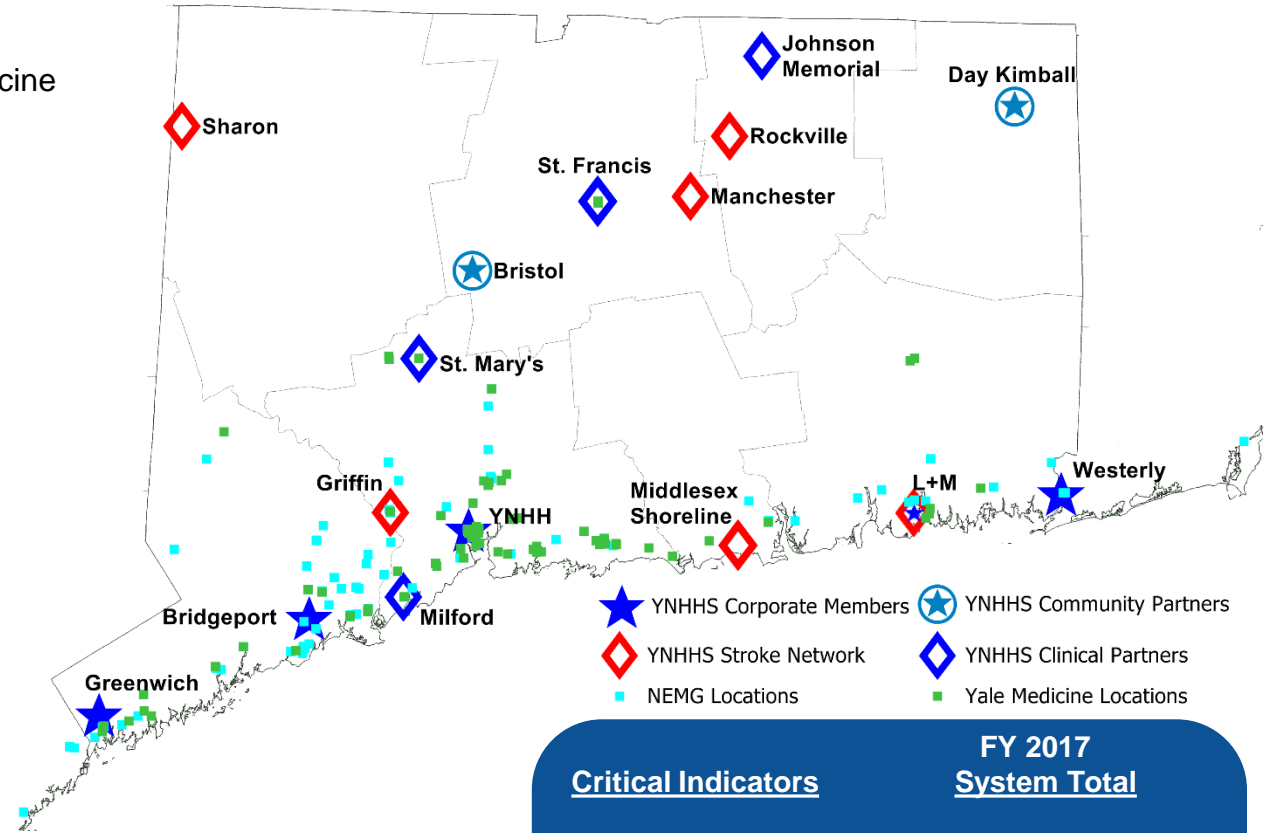 cine
Johnson
Memorial
Day Kimball
Sharon
Rockville
St. Francis
Manchester
Bristol
St. Mary's
Griffin
Middlesex
Shoreline
L+M
Westerly
YNHH
Bridgeport
Milford
Greenwich
YNHHS Corporate Members
YNHHS Community Partners
YNHHS Stroke Network
YNHHS Clinical Partners
NEMG Locations
Yale Medicine Locations
FY 2017
Critical Indicators
System Total